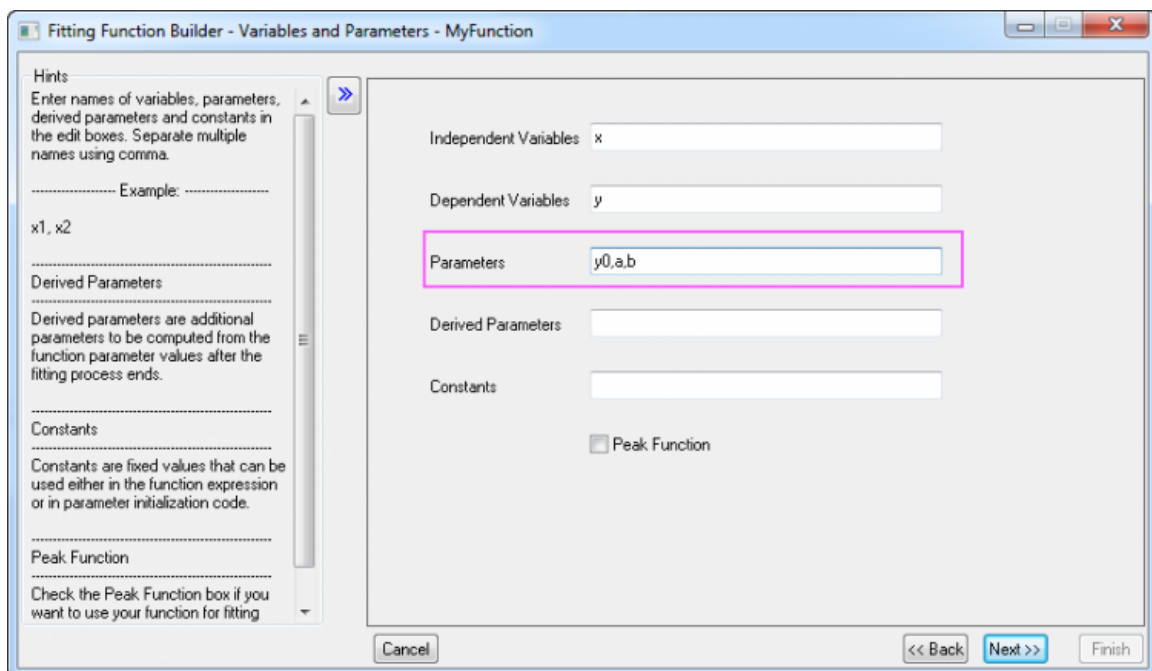 Fitting Function Builder - Variables and Parameters - MyFunction
Hints
Enter names of variables, parameters,
derived parameters and constants in
the edit boxes. Separate multiple
names using comma.
-------------------- Example: --------------------
x1, x2
---------------------------------------------------------
Derived Parameters
---------------------------------------------------------
Derived parameters are additional
parameters to be computed from the
function parameter values after the
fitting process ends.
---------------------------------------------------------
Constants
---------------------------------------------------------
Constants are fixed values that can be
used either in the function expression
or in parameter initialization code.
---------------------------------------------------------
Peak Function
---------------------------------------------------------
Check the Peak Function box if you
want to use your function for fitting
Independent Variables x
Dependent Variables y
Parameters y0,a,b
Derived Parameters
Constants
Peak Function
Cancel << Back Next >> Finish